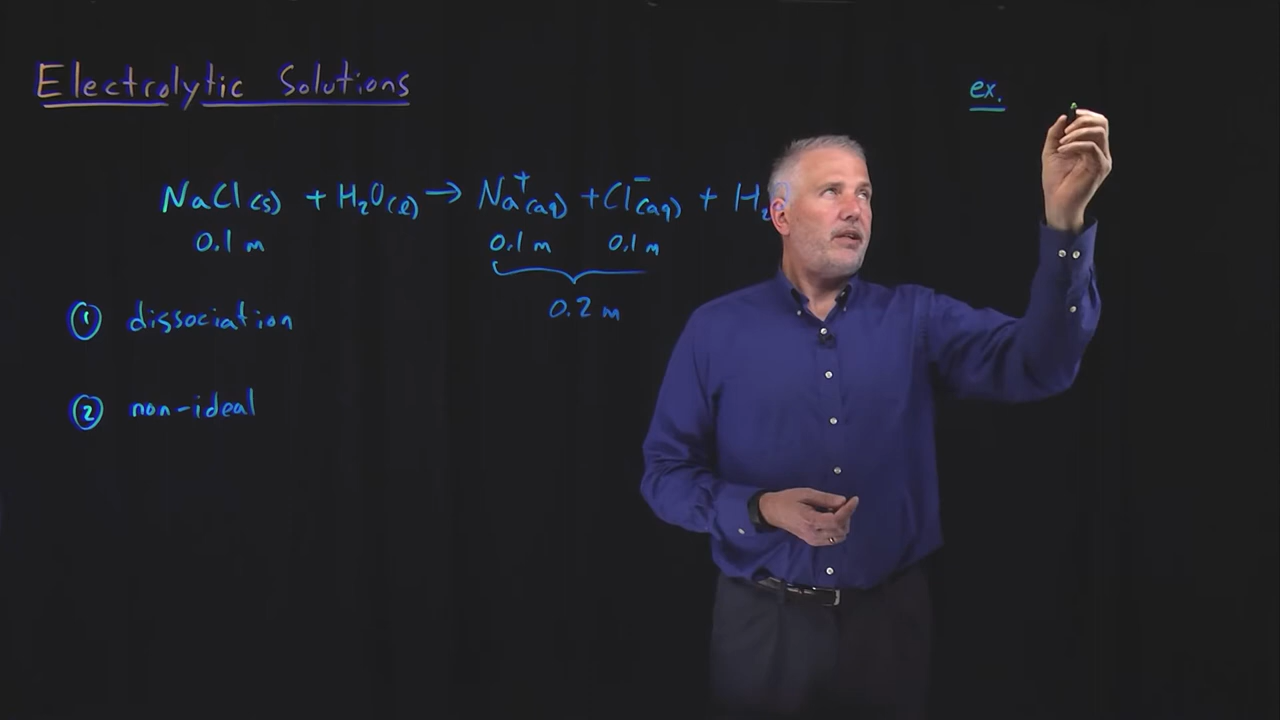 Electrolytic Solutions
ex.
NaCl(s) + H₂O(ℓ) → Na⁺(aq) + Cl⁻(aq) + H₂
0.1 m 0.1 m 0.1 m
0.2 m
① dissociation
② non-ideal